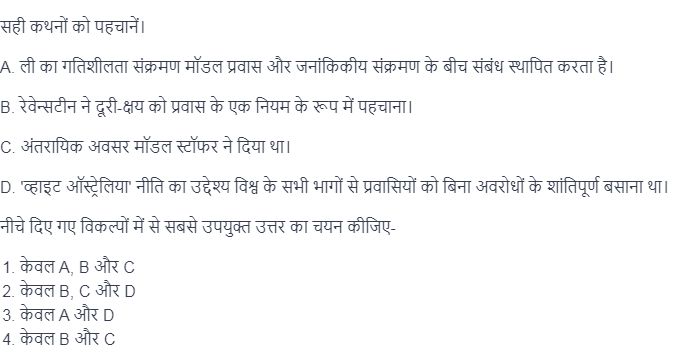 सही कथनों को पहचानें।
A. ली का गतिशीलता संक्रमण मॉडल प्रवास और जनांकिकीय संक्रमण के बीच संबंध स्थापित करता है।
B. रेवेन्सटीन ने दूरी-क्षय को प्रवास के एक नियम के रूप में पहचाना।
C. अंतरायिक अवसर मॉडल स्टॉफर ने दिया था।
D. 'व्हाइट ऑस्ट्रेलिया' नीति का उद्देश्य विश्व के सभी भागों से प्रवासियों को बिना अवरोधों के शांतिपूर्ण बसाना था।
नीचे दिए गए विकल्पों में से सबसे उपयुक्त उत्तर का चयन कीजिए-
1. केवल A, B और C
2. केवल B, C और D
3. केवल A और D
4. केवल B और C